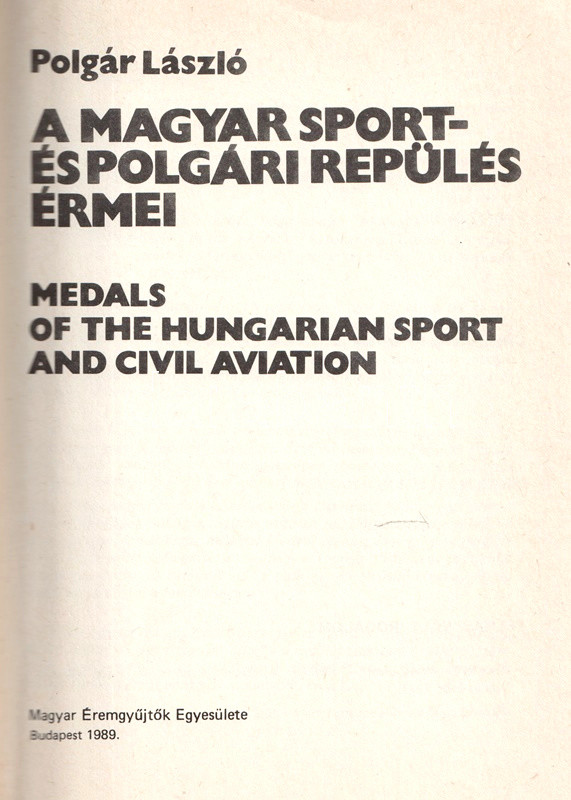 Polgár László
A MAGYAR SPORT-
ÉS POLGÁRI REPÜLÉS
ÉRMEI
MEDALS
OF THE HUNGARIAN SPORT
AND CIVIL AVIATION
Magyar Éremgyűjtők Egyesülete
Budapest 1989.